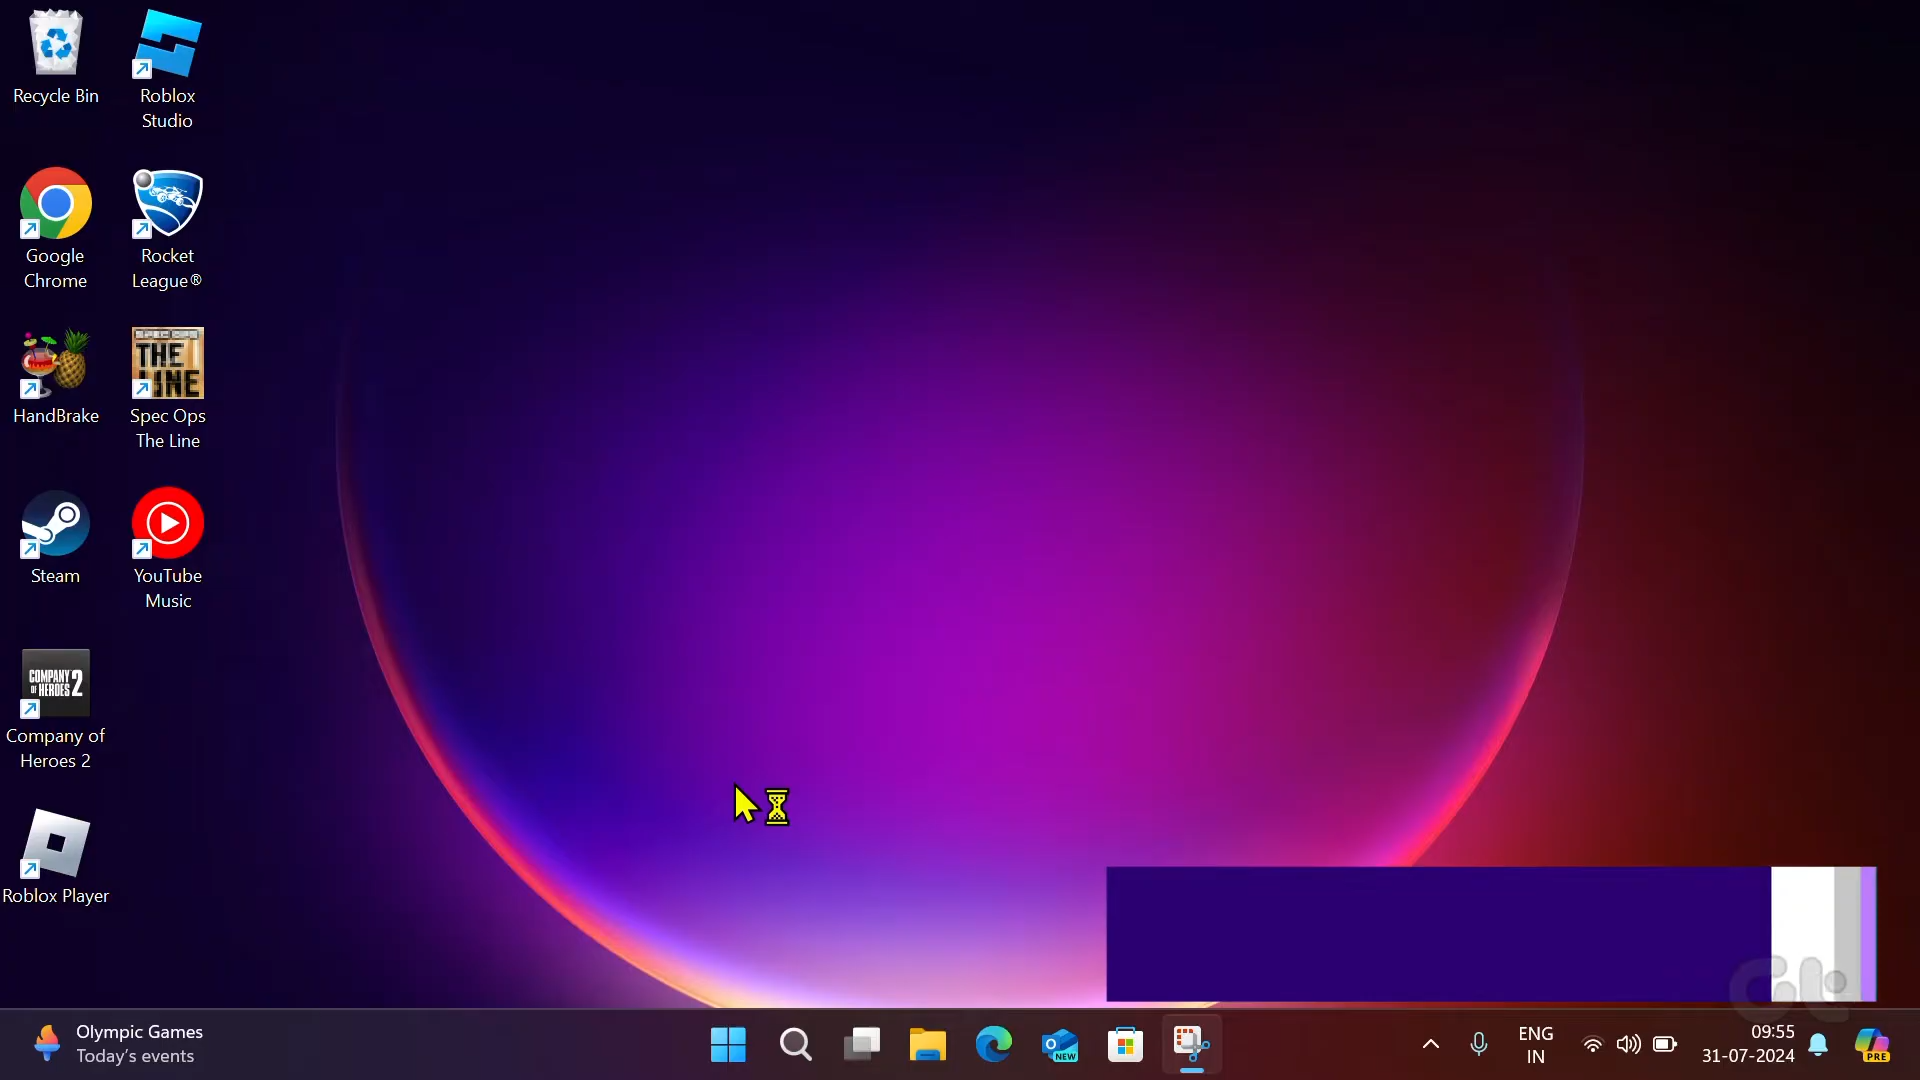 Recycle Bin
Roblox
Studio
Google
Chrome
Rocket
League®
THE
LINE
HandBrake
Spec Ops
The Line
Steam
YouTube
Music
COMPANY
OF HEROES 2
Company of
Heroes 2
Roblox Player
Olympic Games
Today's events
NEW
ENG
IN
09:55
31-07-2024
PRE